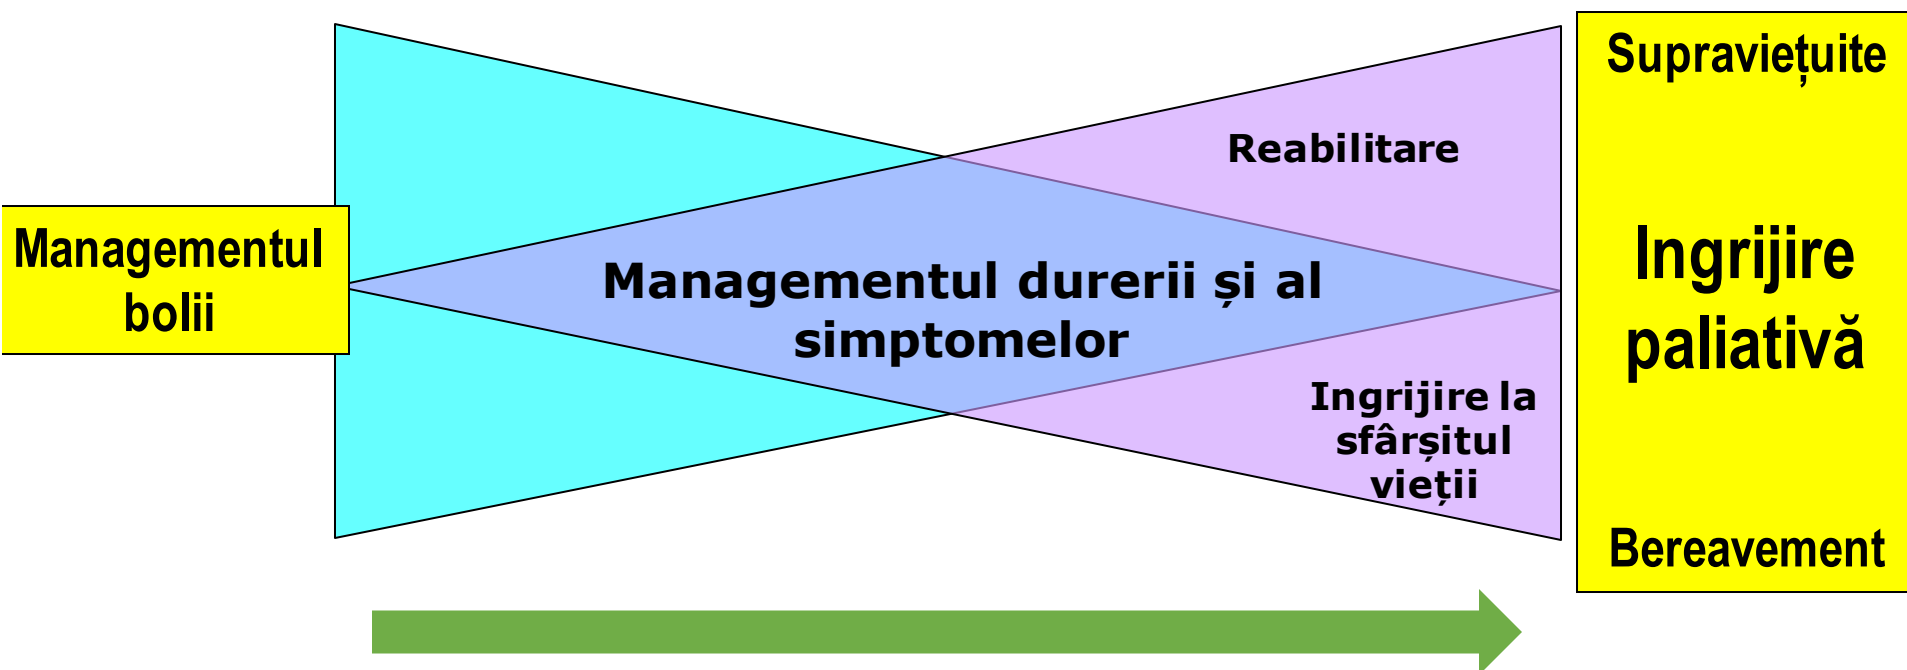 Managementul
bolii
Managementul durerii și al
simptomelor
Reabilitare
Ingrijire la
sfârșitul
vieții
Supraviețuite
Ingrijire
paliativă
Bereavement